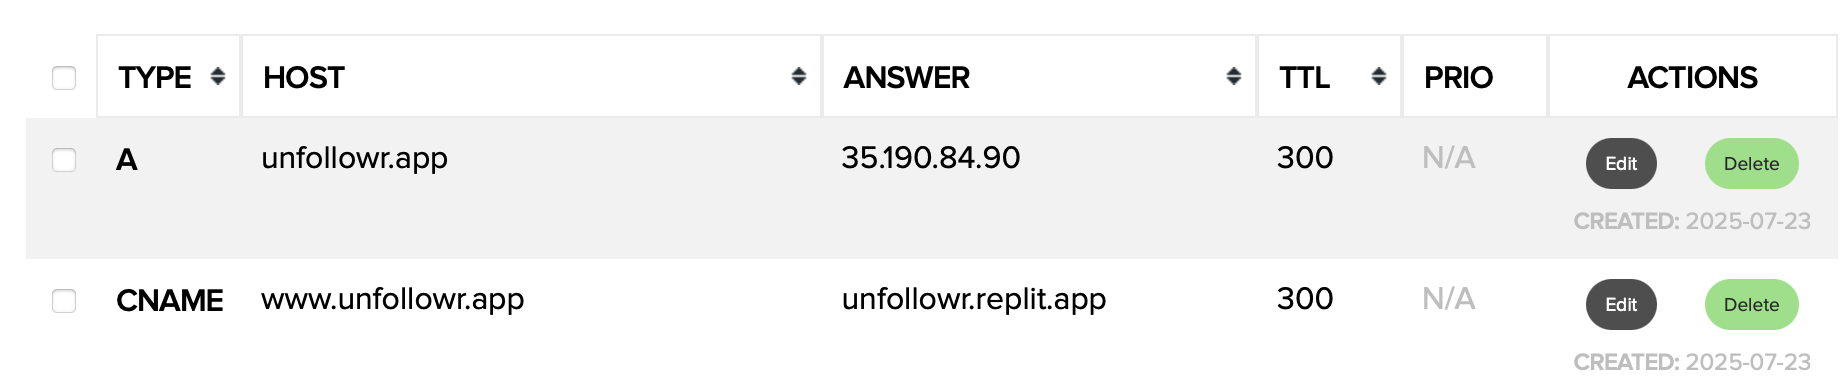 TYPE HOST ANSWER TTL PRIO ACTIONS
A unfollowr.app 35.190.84.90 300 N/A Edit Delete
CREATED: 2025-07-23
CNAME www.unfollowr.app unfollowr.replit.app 300 N/A Edit Delete
CREATED: 2025-07-23